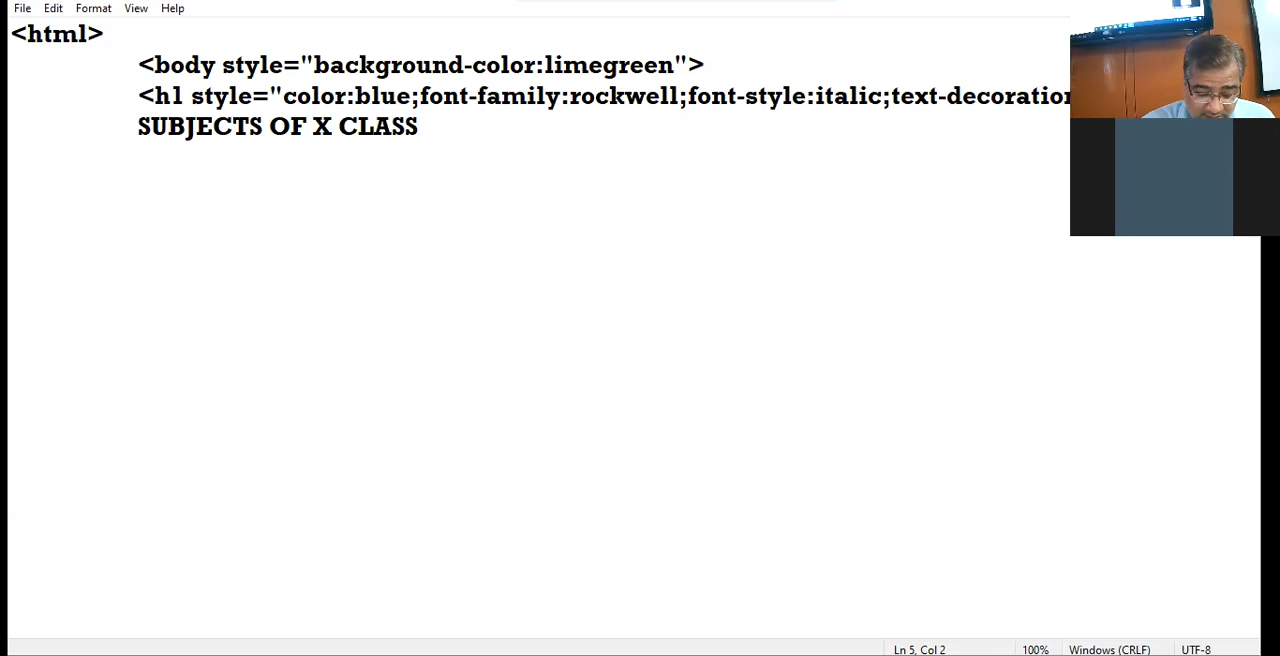 File Edit Format View Help
<html>
<body style="background-color:limegreen">
<h1 style="color:blue;font-family:rockwell;font-style:italic;text-decoration
SUBJECTS OF X CLASS
Ln 5, Col 2 100% Windows (CRLF) UTF-8